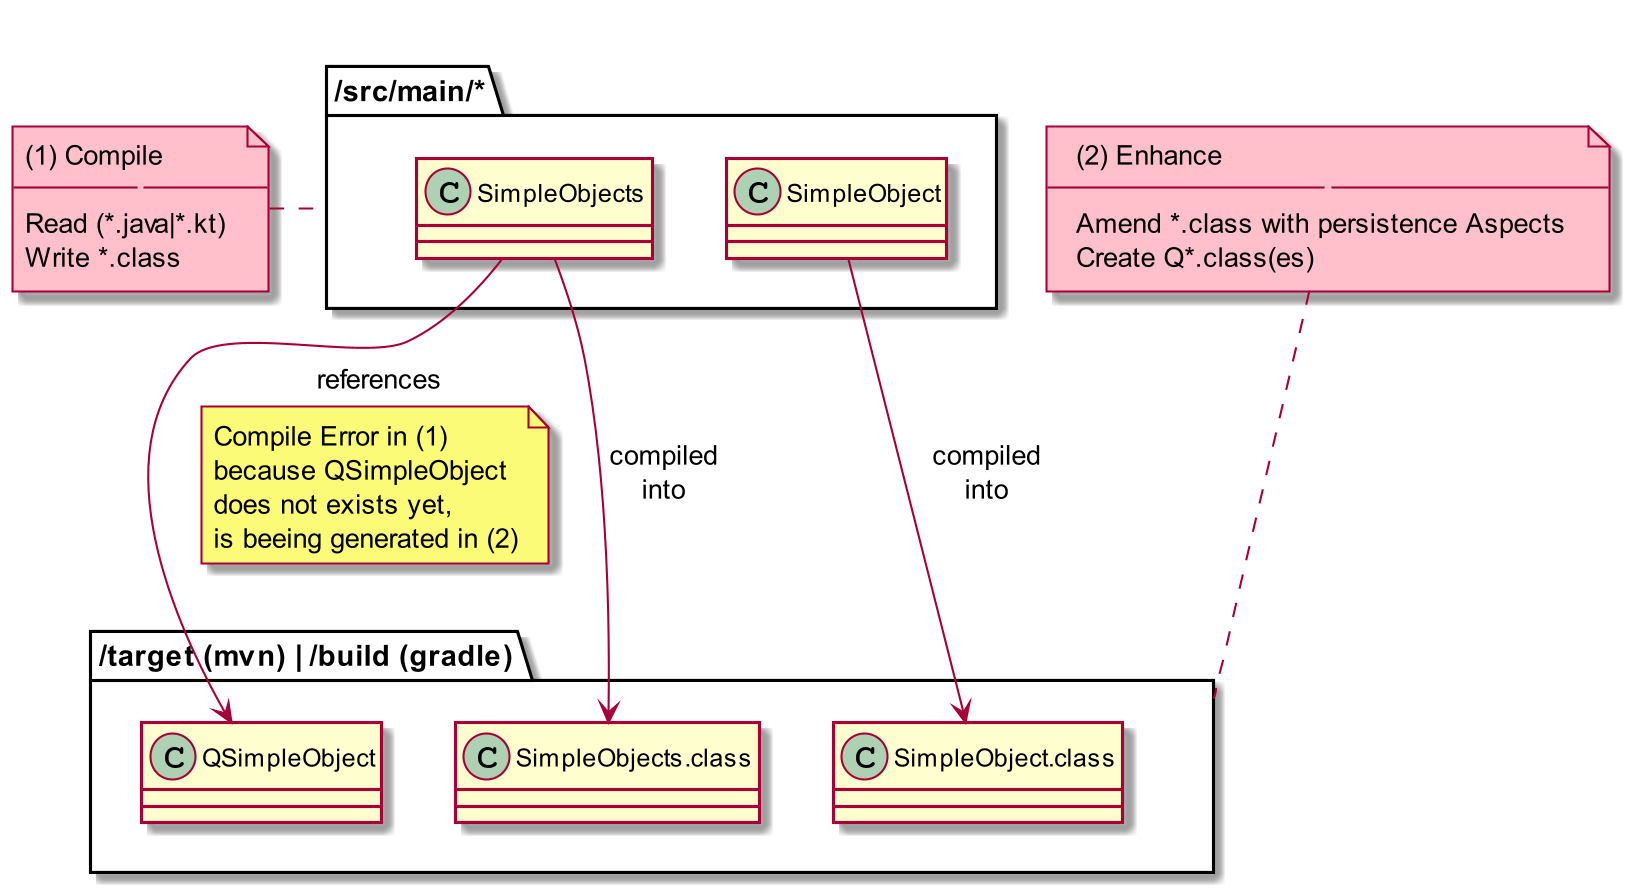 /src/main/*
(1) Compile
Read (*.java|*.kt)
Write *.class
C SimpleObjects
C SimpleObject
(2) Enhance
Amend *.class with persistence Aspects
Create Q*.class(es)
references
Compile Error in (1)
because QSimpleObject
does not exists yet,
is beeing generated in (2)
compiled
into
compiled
into
/target (mvn) | /build (gradle)
C QSimpleObject
C SimpleObjects.class
C SimpleObject.class